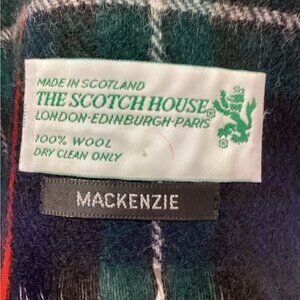 MADE IN SCOTLAND
THE SCOTCH HOUSE
LONDON·EDINBURGH·PARIS
100% WOOL
DRY CLEAN ONLY
MACKENZIE